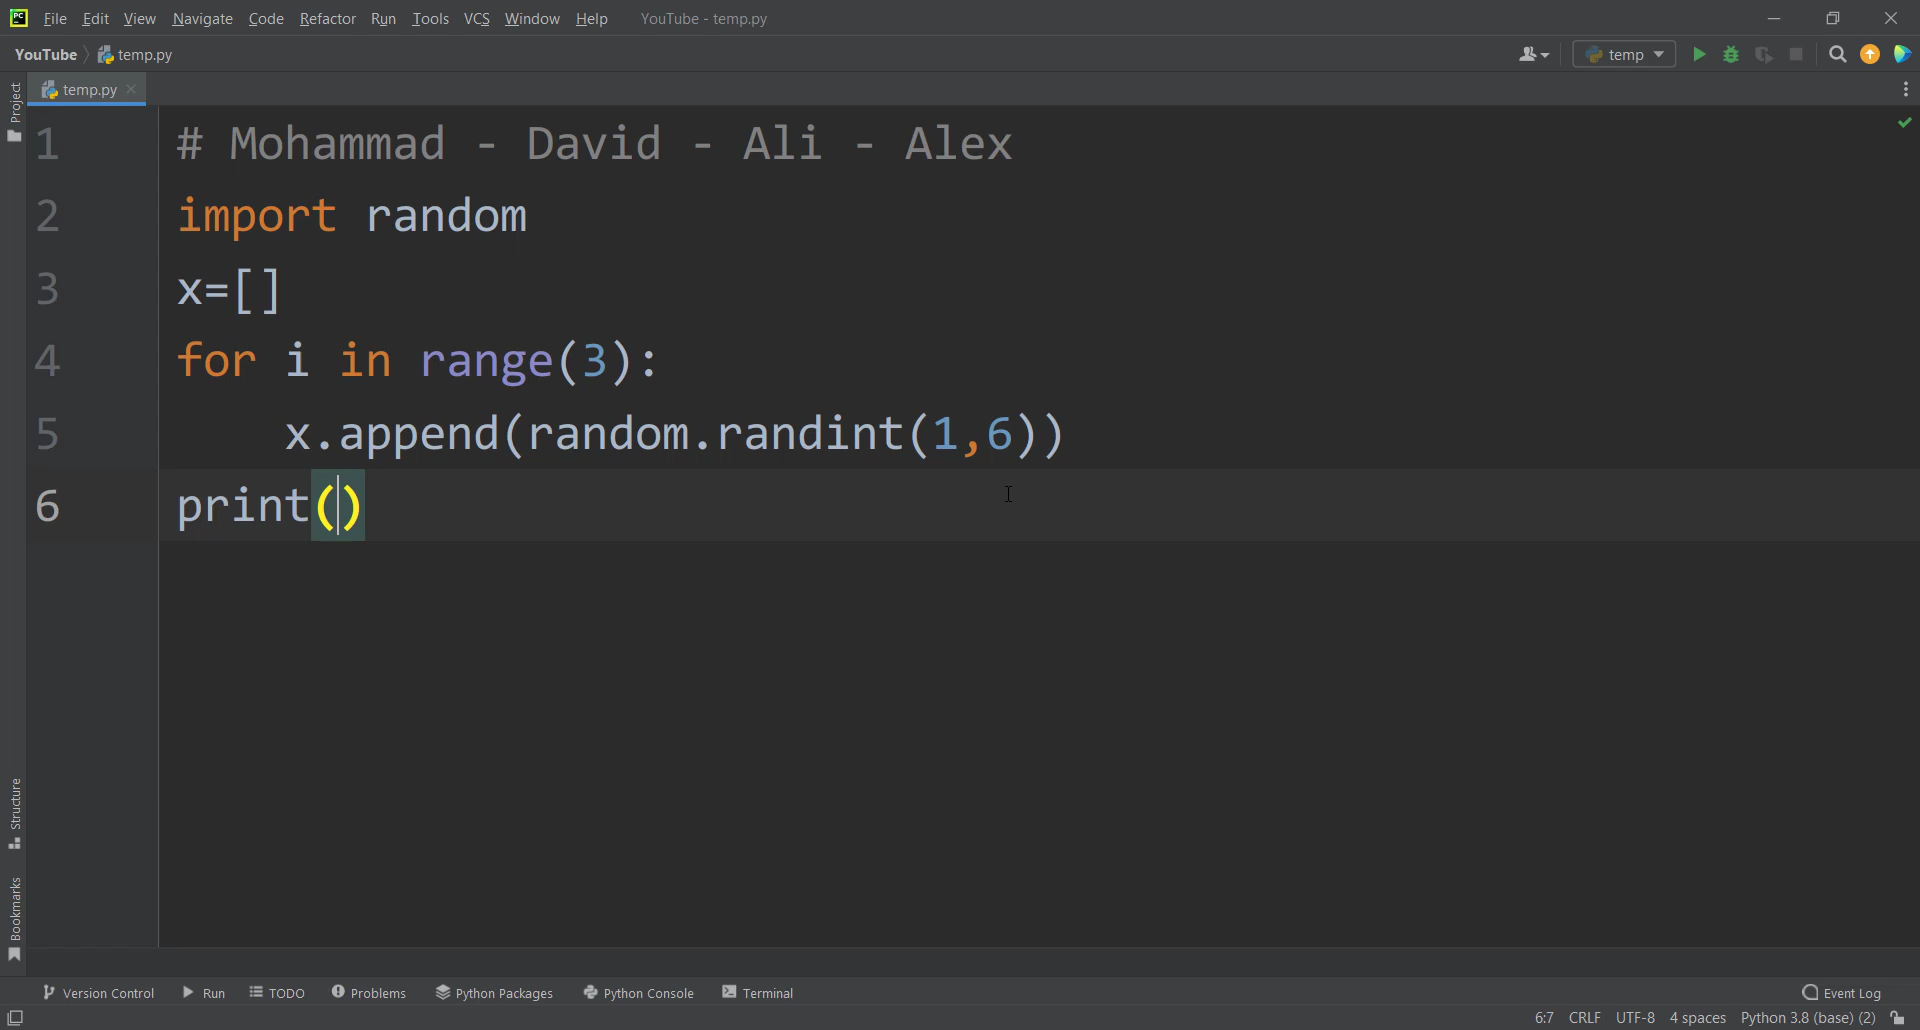 PC File Edit View Navigate Code Refactor Run Tools VCS Window Help YouTube - temp.py
YouTube temp.py temp
temp.py
Project
1 # Mohammad - David - Ali - Alex
2 import random
3 x=[]
4 for i in range(3):
5 x.append(random.randint(1,6))
6 print()
Structure
Bookmarks
Version Control Run TODO Problems Python Packages Python Console Terminal Event Log
6:7 CRLF UTF-8 4 spaces Python 3.8 (base) (2)